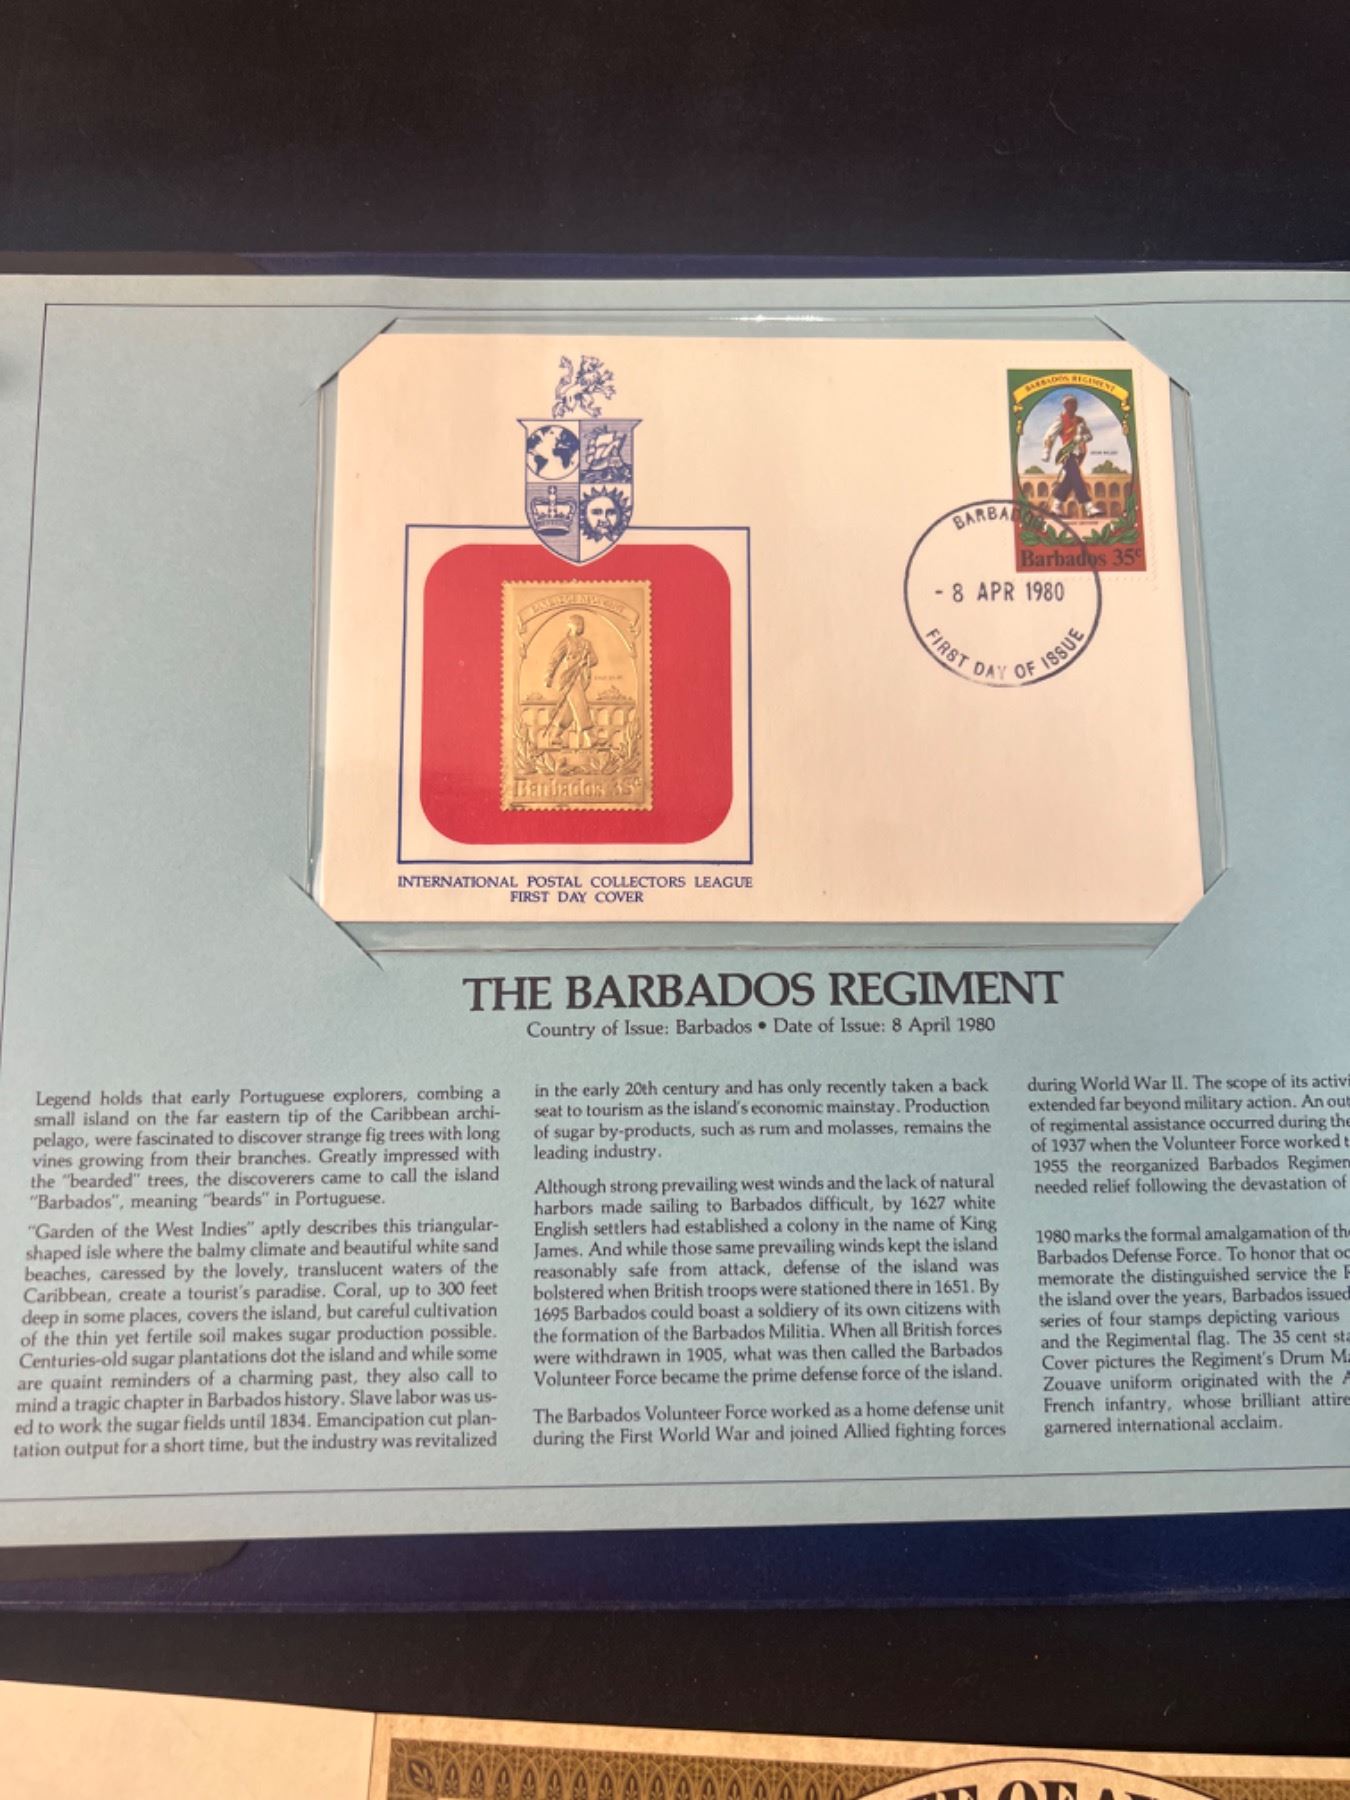 BARBADOS REGIMENT
Barbados 35c
BARBADOS
- 8 APR 1980
FIRST DAY OF ISSUE
Barbados 35c
INTERNATIONAL POSTAL COLLECTORS LEAGUE
FIRST DAY COVER
THE BARBADOS REGIMENT
Country of Issue: Barbados • Date of Issue: 8 April 1980
Legend holds that early Portuguese explorers, combing a
small island on the far eastern tip of the Caribbean archi-
pelago, were fascinated to discover strange fig trees with long
vines growing from their branches. Greatly impressed with
the "bearded" trees, the discoverers came to call the island
"Barbados", meaning "beards" in Portuguese.
"Garden of the West Indies" aptly describes this triangular-
shaped isle where the balmy climate and beautiful white sand
beaches, caressed by the lovely, translucent waters of the
Caribbean, create a tourist's paradise. Coral, up to 300 feet
deep in some places, covers the island, but careful cultivation
of the thin yet fertile soil makes sugar production possible.
Centuries-old sugar plantations dot the island and while some
are quaint reminders of a charming past, they also call to
mind a tragic chapter in Barbados history. Slave labor was us-
ed to work the sugar fields until 1834. Emancipation cut plan-
tation output for a short time, but the industry was revitalized
in the early 20th century and has only recently taken a back
seat to tourism as the island's economic mainstay. Production
of sugar by-products, such as rum and molasses, remains the
leading industry.
Although strong prevailing west winds and the lack of natural
harbors made sailing to Barbados difficult, by 1627 white
English settlers had established a colony in the name of King
James. And while those same prevailing winds kept the island
reasonably safe from attack, defense of the island was
bolstered when British troops were stationed there in 1651. By
1695 Barbados could boast a soldiery of its own citizens with
the formation of the Barbados Militia. When all British forces
were withdrawn in 1905, what was then called the Barbados
Volunteer Force became the prime defense force of the island.
The Barbados Volunteer Force worked as a home defense unit
during the First World War and joined Allied fighting forces
during World War II. The scope of its activi
extended far beyond military action. An out
of regimental assistance occurred during the
of 1937 when the Volunteer Force worked t
1955 the reorganized Barbados Regimen
needed relief following the devastation of
1980 marks the formal amalgamation of the
Barbados Defense Force. To honor that oc
memorate the distinguished service the R
the island over the years, Barbados issued
series of four stamps depicting various
and the Regimental flag. The 35 cent sta
Cover pictures the Regiment's Drum Ma
Zouave uniform originated with the A
French infantry, whose brilliant attire
garnered international acclaim.